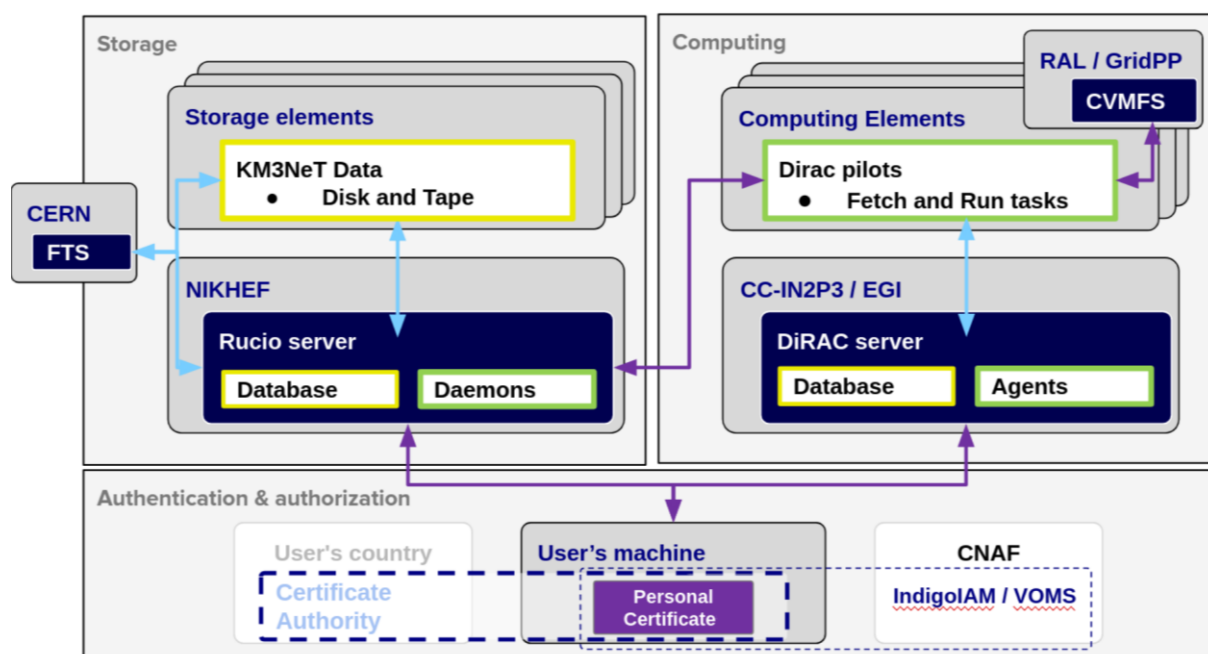 Storage
Storage elements
KM3NeT Data
● Disk and Tape
CERN
FTS
NIKHEF
Rucio server
Database
Daemons
Computing
RAL / GridPP
CVMFS
Computing Elements
Dirac pilots
● Fetch and Run tasks
CC-IN2P3 / EGI
DiRAC server
Database
Agents
Authentication & authorization
User's country
Certificate
Authority
User’s machine
Personal
Certificate
CNAF
IndigoIAM / VOMS